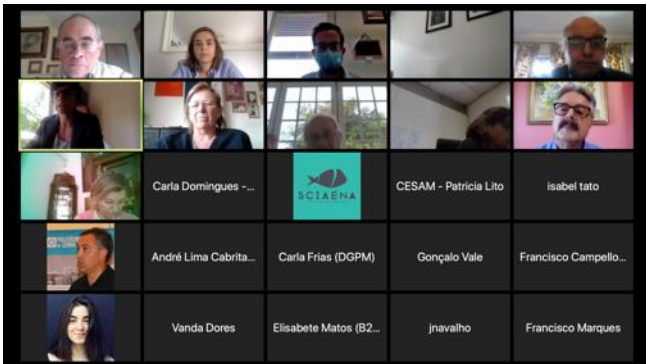 Carla Domingues -...
SCIAENA
CESAM - Patricia Lito
isabel tato
André Lima Cabrita...
Carla Frias (DGPM)
Gonçalo Vale
Francisco Campello...
Vanda Dores
Elisabete Matos (B2...
jnavalho
Francisco Marques